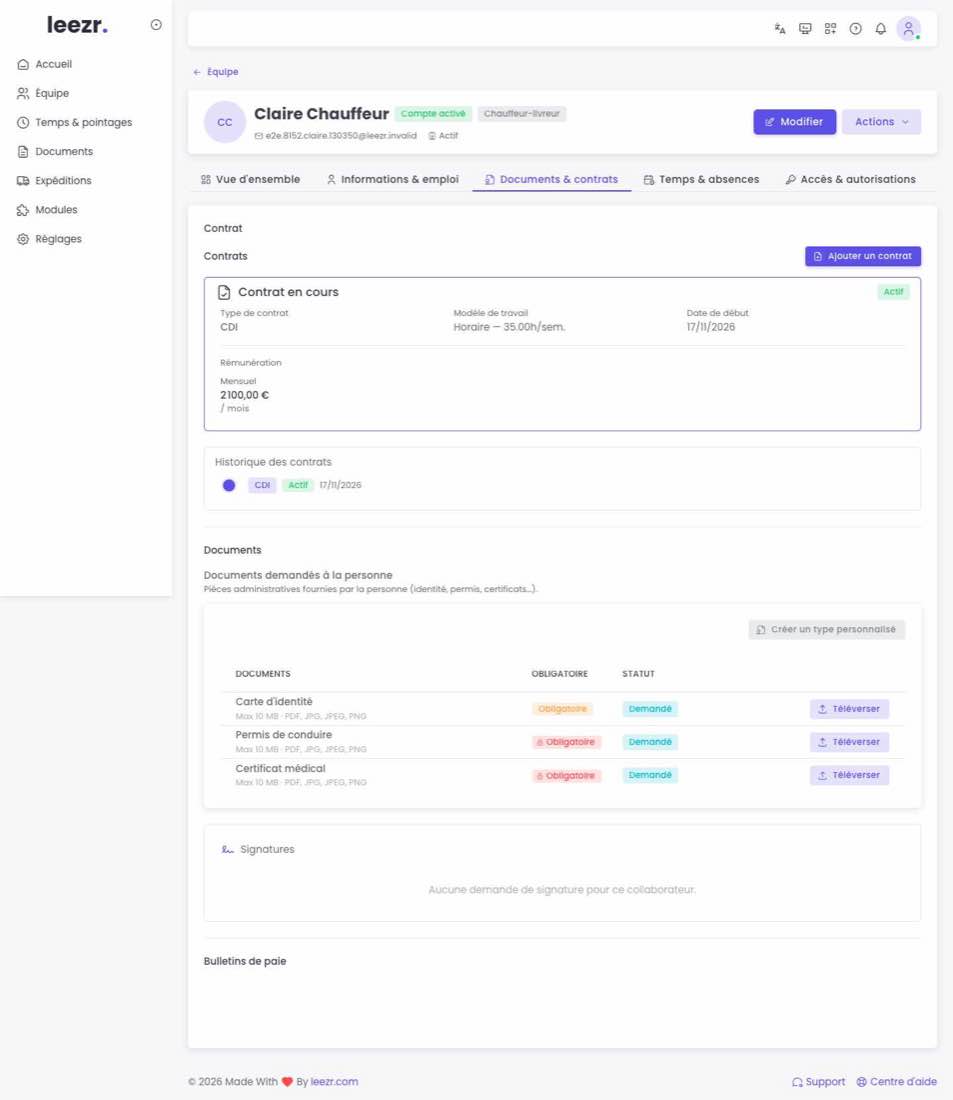 leezr.
Accueil
Équipe
Temps & pointages
Documents
Expéditions
Modules
Réglages
← Équipe
CC
Claire Chauffeur Compte activé Chauffeur-livreur
e2e.8152.claire.130350@leezr.invalid Actif
Modifier
Actions
Vue d'ensemble
Informations & emploi
Documents & contrats
Temps & absences
Accès & autorisations
Contrat
Contrats
Ajouter un contrat
Contrat en cours
Actif
Type de contrat Modèle de travail Date de début
CDI Horaire — 35.00h/sem. 17/11/2026
Rémunération
Mensuel
2 100,00 €
/ mois
Historique des contrats
CDI Actif 17/11/2026
Documents
Documents demandés à la personne
Pièces administratives fournies par la personne (identité, permis, certificats...).
Créer un type personnalisé
DOCUMENTS OBLIGATOIRE STATUT
Carte d'identité Obligatoire Demandé Téléverser
Max 10 MB · PDF, JPG, JPEG, PNG
Permis de conduire Obligatoire Demandé Téléverser
Max 10 MB · PDF, JPG, JPEG, PNG
Certificat médical Obligatoire Demandé Téléverser
Max 10 MB · PDF, JPG, JPEG, PNG
Signatures
Aucune demande de signature pour ce collaborateur.
Bulletins de paie
© 2026 Made With ❤ By leezr.com
Support
Centre d'aide